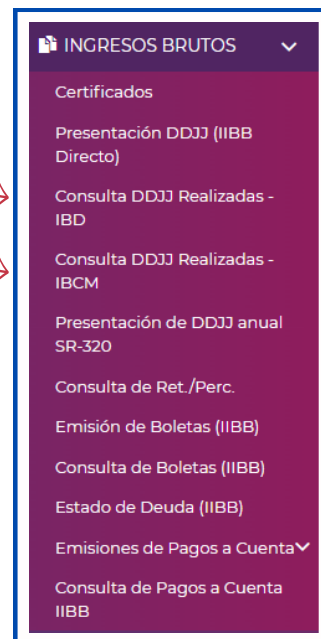 INGRESOS BRUTOS
Certificados
Presentación DDJJ (IIBB
Directo)
Consulta DDJJ Realizadas -
IBD
Consulta DDJJ Realizadas -
IBCM
Presentación de DDJJ anual
SR-320
Consulta de Ret./Perc.
Emisión de Boletas (IIBB)
Consulta de Boletas (IIBB)
Estado de Deuda (IIBB)
Emisiones de Pagos a Cuenta
Consulta de Pagos a Cuenta
IIBB